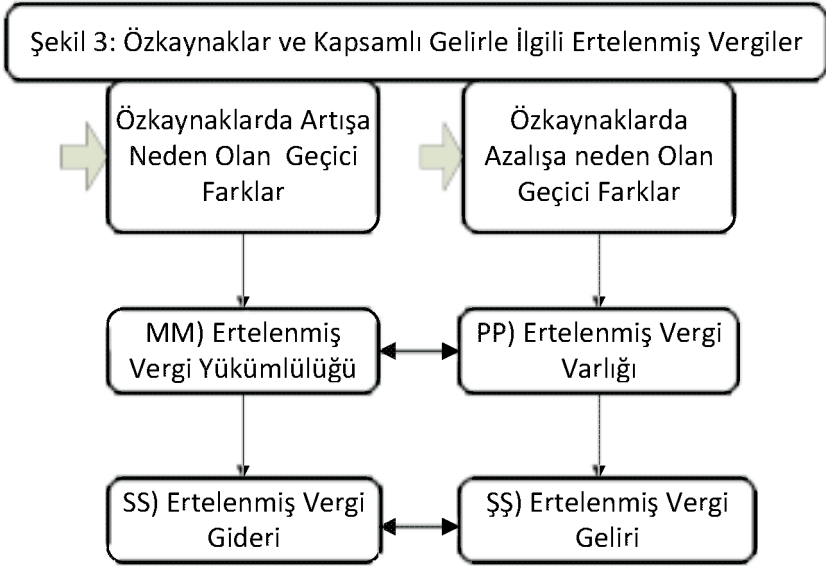 Şekil 3: Özkaynaklar ve Kapsamlı Gelirle İlgili Ertelenmiş Vergiler
Özkaynaklarda Artışa
Neden Olan Geçici
Farklar
Özkaynaklarda
Azalışa neden Olan
Geçici Farklar
MM) Ertelenmiş
Vergi Yükümlülüğü
PP) Ertelenmiş Vergi
Varlığı
SS) Ertelenmiş Vergi
Gideri
ŞŞ) Ertelenmiş Vergi
Geliri